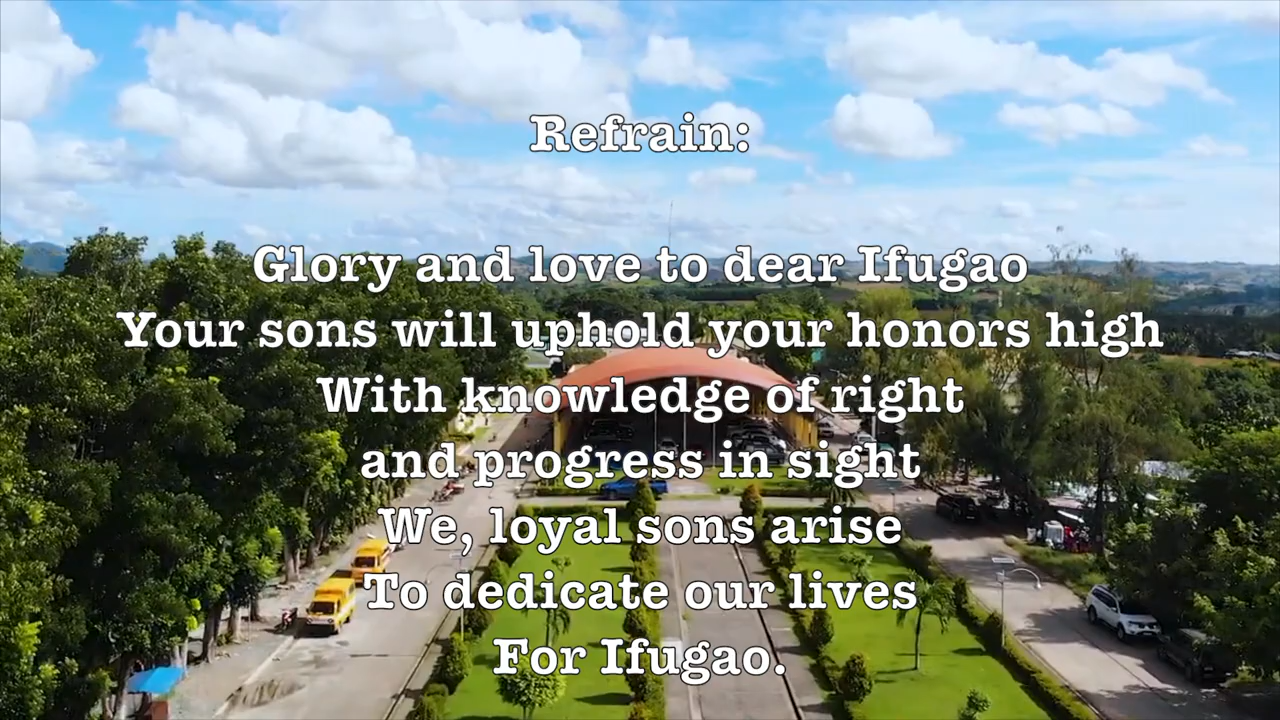 Refrain:
Glory and love to dear Ifugao
Your sons will uphold your honors high
With knowledge of right
and progress in sight
We, loyal sons arise
To dedicate our lives
For Ifugao.